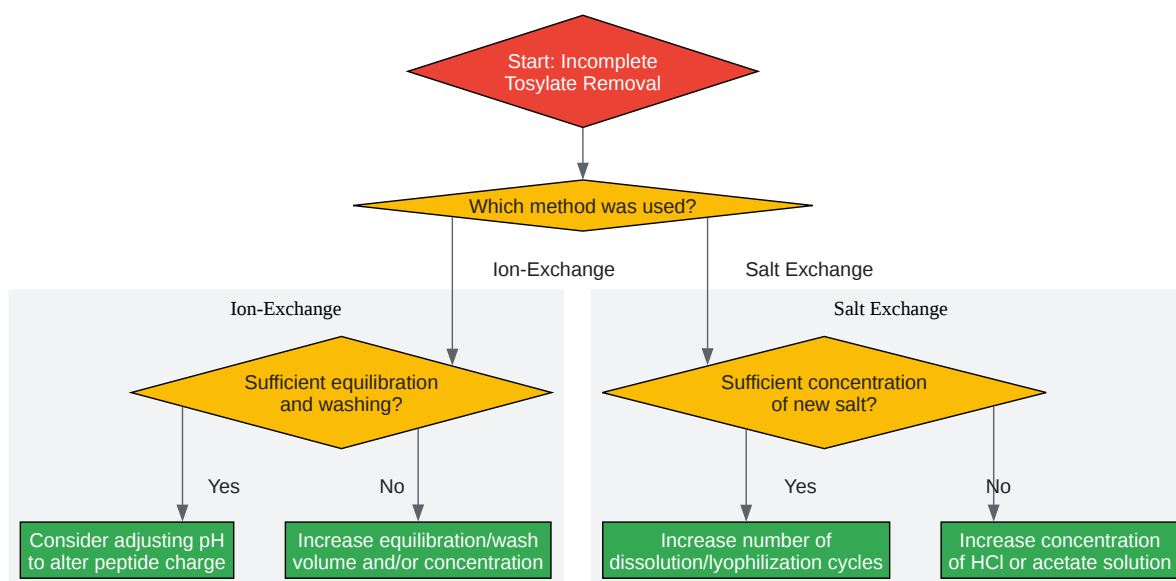 Start: Incomplete
Tosylate Removal
Which method was used?
Ion-Exchange
Salt Exchange
Ion-Exchange
Salt Exchange
Sufficient equilibration
and washing?
Sufficient concentration
of new salt?
Yes
No
Yes
No
Consider adjusting pH
to alter peptide charge
Increase equilibration/wash
volume and/or concentration
Increase number of
dissolution/lyophilization cycles
Increase concentration
of HCl or acetate solution